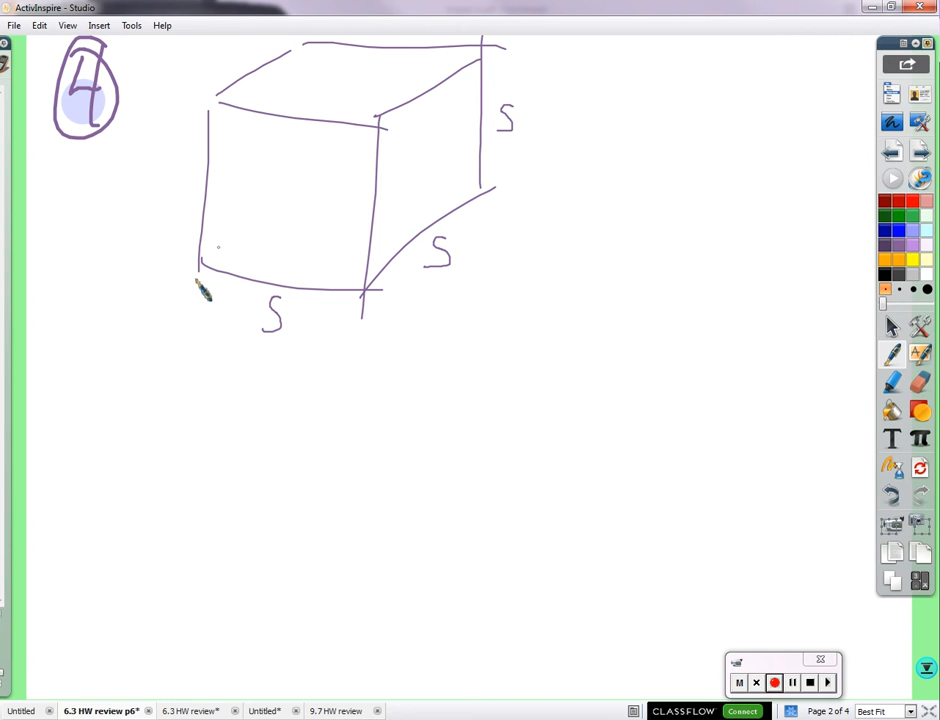 ActivInspire - Studio
File Edit View Insert Tools Help
4
S
S
S
M
Untitled 6.3 HW review p6* 6.3 HW review* Untitled* 9.7 HW review CLASSFLOW Connect Page 2 of 4 Best Fit